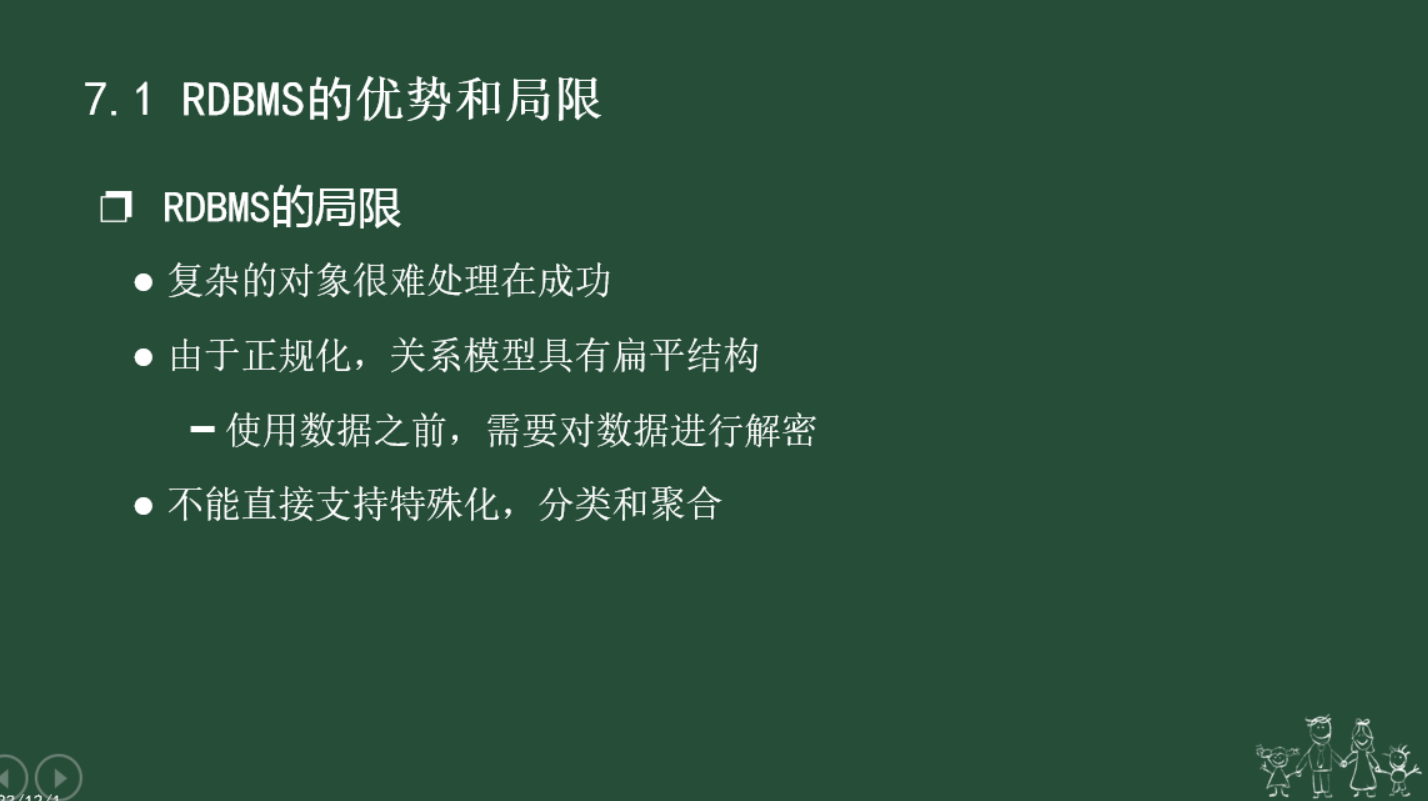 7.1 RDBMS的优势和局限
RDBMS的局限
复杂的对象很难处理在成功
由于正规化，关系模型具有扁平结构
使用数据之前，需要对数据进行解密
不能直接支持特殊化，分类和聚合